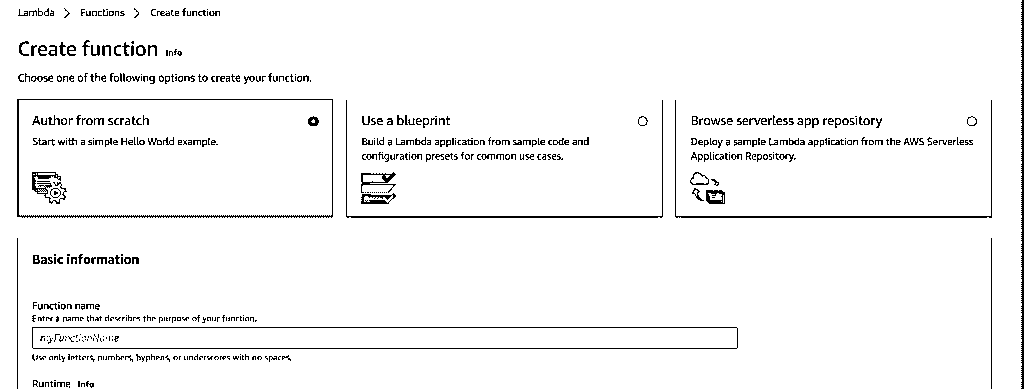 Lambda > Functions > Create function
Create function Info
Choose one of the following options to create your function.
Author from scratch
Start with a simple Hello World example.
Use a blueprint
Build a Lambda application from sample code and
configuration presets for common use cases.
Browse serverless app repository
Deploy a sample Lambda application from the AWS Serverless
Application Repository.
Basic information
Function name
Enter a name that describes the purpose of your function.
myFunctionName
Use only letters, numbers, hyphens, or underscores with no spaces.
Runtime Info